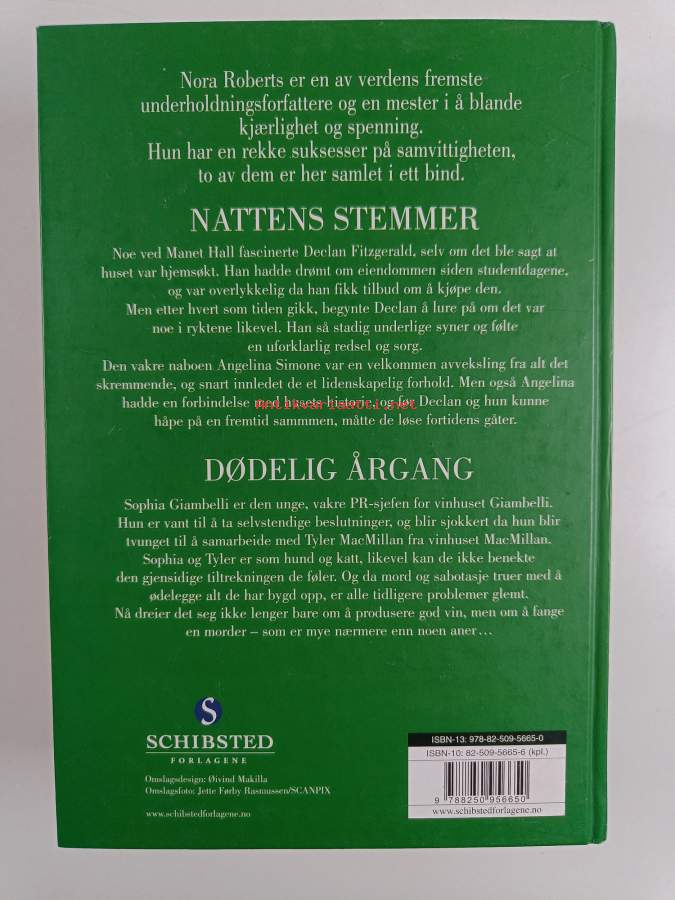 Nora Roberts er en av verdens fremste
underholdningsforfattere og en mester i å blande
kjærlighet og spenning.
Hun har en rekke suksesser på samvittigheten,
to av dem er her samlet i ett bind.
NATTENS STEMMER
Noe ved Manet Hall fascinerte Declan Fitzgerald, selv om det ble sagt at
huset var hjemsøkt. Han hadde drømt om eiendommen siden studentdagene,
og var overlykkelig da han fikk tilbud om å kjøpe den.
Men etter hvert som tiden gikk, begynte Declan å lure på om det var
noe i ryktene likevel. Han så stadig underlige syner og følte
en uforklarlig redsel og sorg.
Den vakre naboen Angelina Simone var en velkommen avveksling fra alt det
skremmende, og snart innledet de et lidenskapelig forhold. Men også Angelina
hadde en forbindelse med husets historie, og før Declan og hun kunne
håpe på en fremtid sammmen, måtte de løse fortidens gåter.
DØDELIG ÅRGANG
Sophia Giambelli er den unge, vakre PR-sjefen for vinhuset Giambelli.
Hun er vant til å ta selvstendige beslutninger, og blir sjokkert da hun blir
tvunget til å samarbeide med Tyler MacMillan fra vinhuset MacMillan.
Sophia og Tyler er som hund og katt, likevel kan de ikke benekte
den gjensidige tiltrekningen de føler. Og da mord og sabotasje truer med å
ødelegge alt de har bygd opp, er alle tidligere problemer glemt.
Nå dreier det seg ikke lenger bare om å produsere god vin, men om å fange
en morder – som er mye nærmere enn noen aner…
S
SCHIBSTED
FORLAGENE
Omslagsdesign: Øivind Makilla
Omslagsfoto: Jette Førby Rasmussen/SCANPIX
www.schibstedforlagene.no
ISBN-13: 978-82-509-5665-0
ISBN-10: 82-509-5665-6 (kpl.)
9 788250 956650
www.schibstedforlagene.no